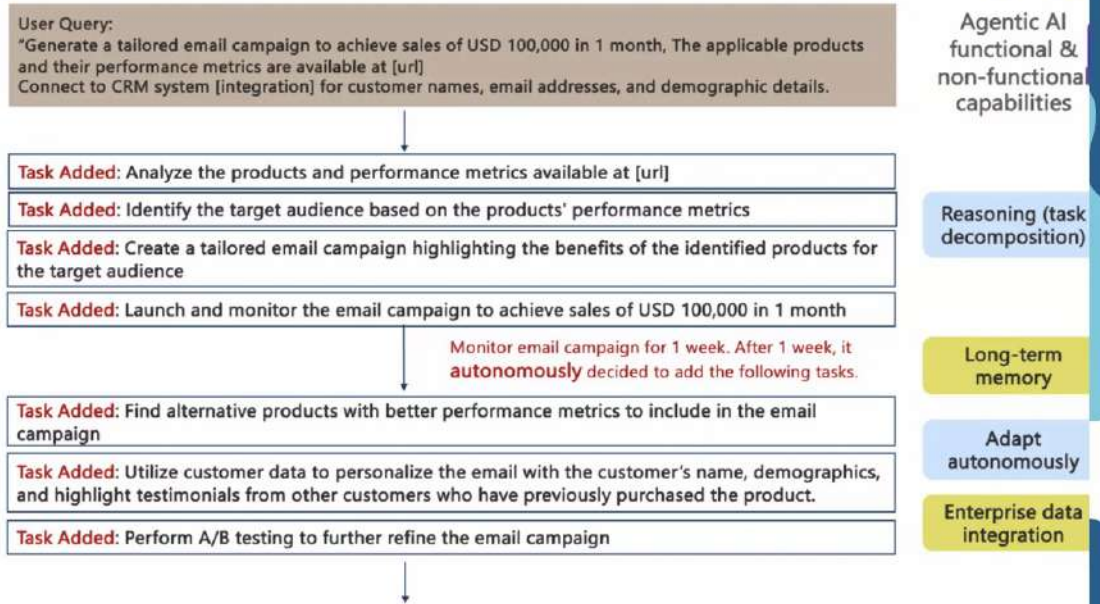 User Query:
"Generate a tailored email campaign to achieve sales of USD 100,000 in 1 month, The applicable products
and their performance metrics are available at [url]
Connect to CRM system [integration] for customer names, email addresses, and demographic details.
Agentic AI
functional &
non-functional
capabilities
Task Added: Analyze the products and performance metrics available at [url]
Task Added: Identify the target audience based on the products' performance metrics
Task Added: Create a tailored email campaign highlighting the benefits of the identified products for
the target audience
Task Added: Launch and monitor the email campaign to achieve sales of USD 100,000 in 1 month
Reasoning (task
decomposition)
Monitor email campaign for 1 week. After 1 week, it
autonomously decided to add the following tasks.
Long-term
memory
Task Added: Find alternative products with better performance metrics to include in the email
campaign
Task Added: Utilize customer data to personalize the email with the customer's name, demographics,
and highlight testimonials from other customers who have previously purchased the product.
Task Added: Perform A/B testing to further refine the email campaign
Adapt
autonomously
Enterprise data
integration